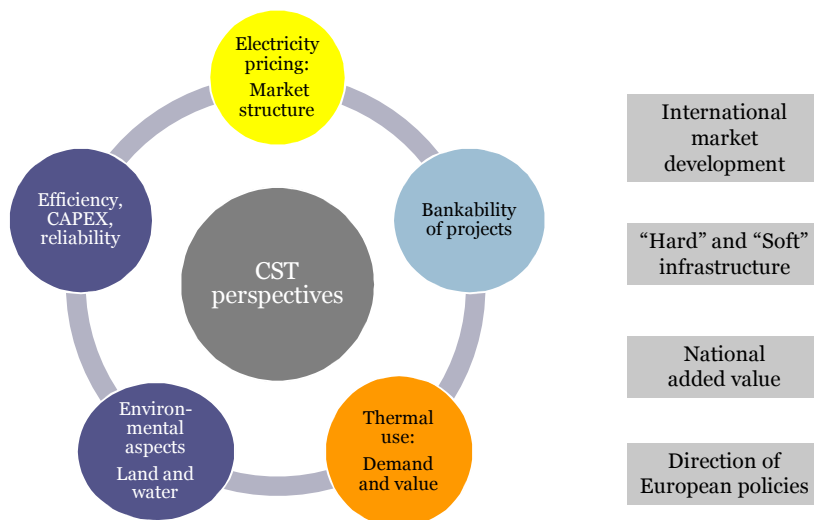 Electricity
pricing:
Market
structure
Bankability
of projects
Thermal
use:
Demand
and value
Environ-
mental
aspects
Land and
water
Efficiency,
CAPEX,
reliability
CST
perspectives
International
market
development
“Hard” and “Soft”
infrastructure
National
added value
Direction of
European policies